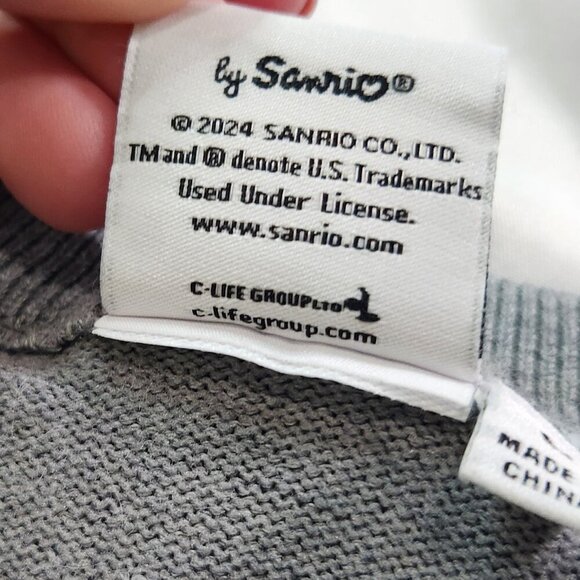 by Sanrio®
© 2024 SANRIO CO.,LTD.
TM and ® denote U.S. Trademarks
Used Under License.
www.sanrio.com
C-LIFE GROUP LTD
c-lifegroup.com
MADE
CHIN